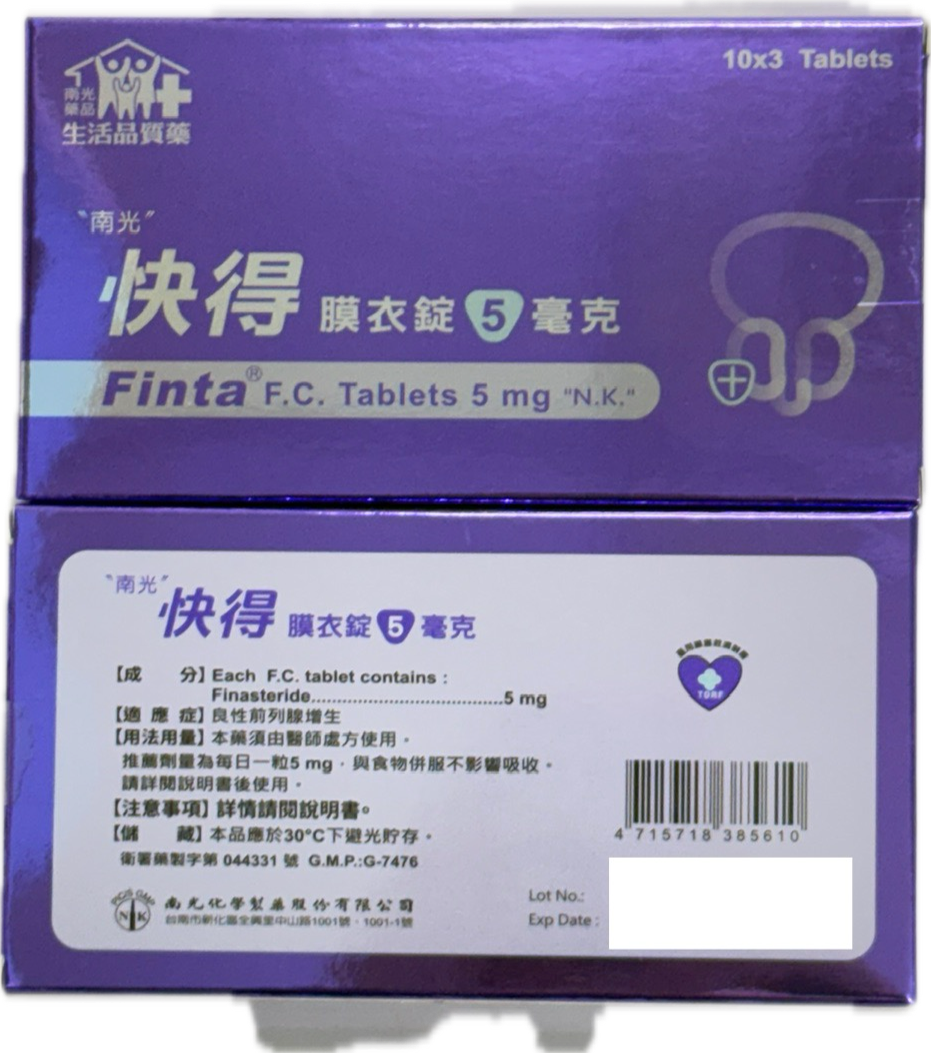 10x3 Tablets
南光
藥品
生活品質藥
"南光"
快得 膜衣錠 5 毫克
Finta® F.C. Tablets 5 mg "N.K."
"南光"
快得 膜衣錠 5 毫克
【成 分】Each F.C. tablet contains :
Finasteride....................................5 mg
【適 應 症】良性前列腺增生
【用法用量】本藥須由醫師處方使用。
推薦劑量為每日一粒5 mg，與食物併服不影響吸收。
請詳閱說明書後使用。
【注意事項】詳情請閱說明書。
【儲 藏】本品應於30°C下避光貯存。
衛署藥製字第 044331 號 G.M.P.:G-7476
TDRF
4 715718 385610
PIC/S GMP
N K
南光化學製藥股份有限公司
台南市新化區全興里中山路1001號、1001-1號
Lot No.:
Exp Date :